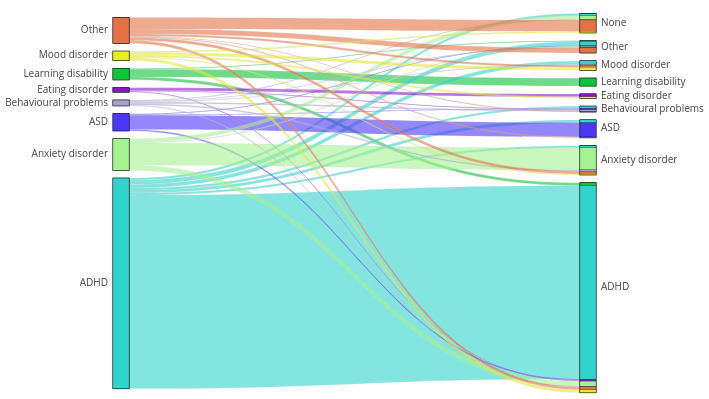 Other
Mood disorder
Learning disability
Eating disorder
Behavioural problems
ASD
Anxiety disorder
ADHD
None
Other
Mood disorder
Learning disability
Eating disorder
Behavioural problems
ASD
Anxiety disorder
ADHD